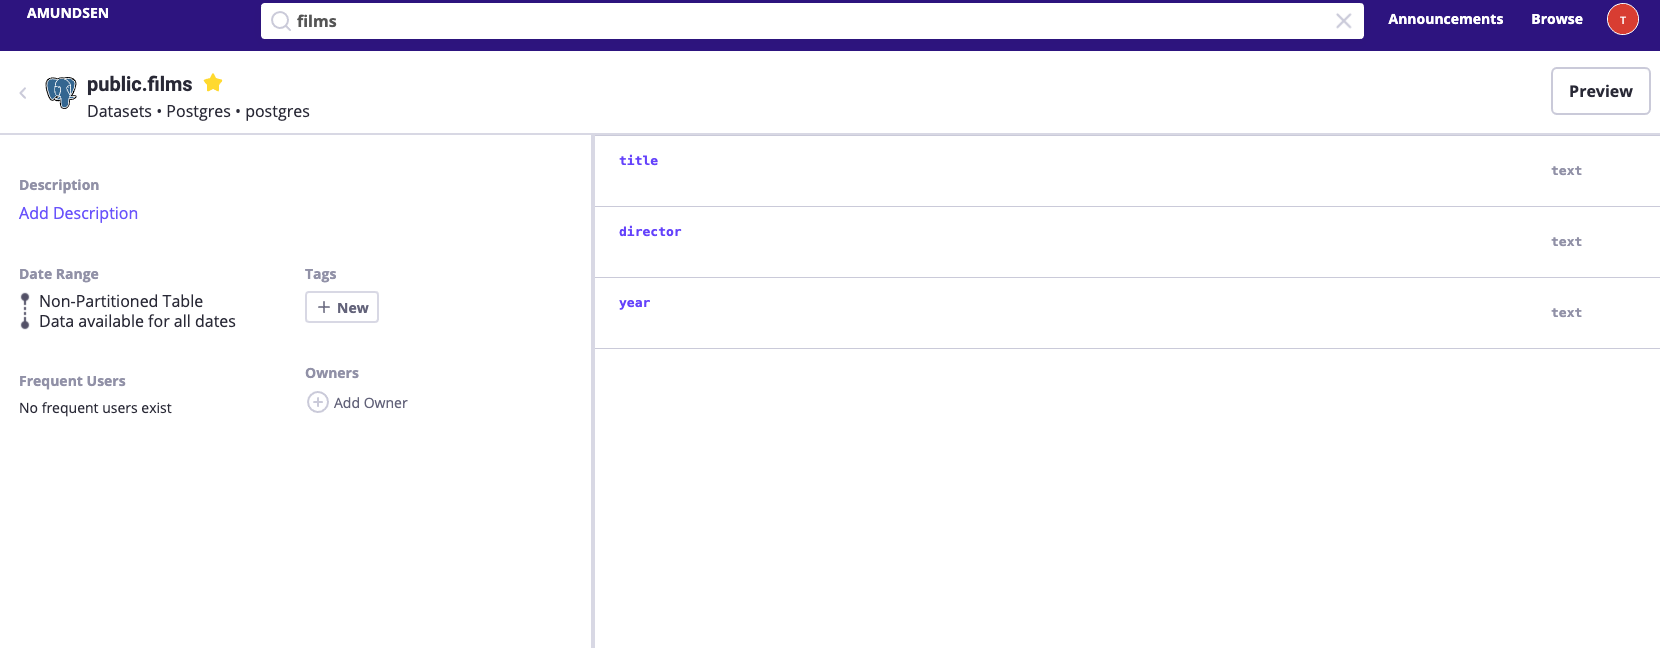 AMUNDSEN
films
Announcements
Browse
T
public.films
Datasets • Postgres • postgres
Preview
Description
Add Description
Date Range
Non-Partitioned Table
Data available for all dates
Tags
+ New
Frequent Users
No frequent users exist
Owners
Add Owner
title
text
director
text
year
text